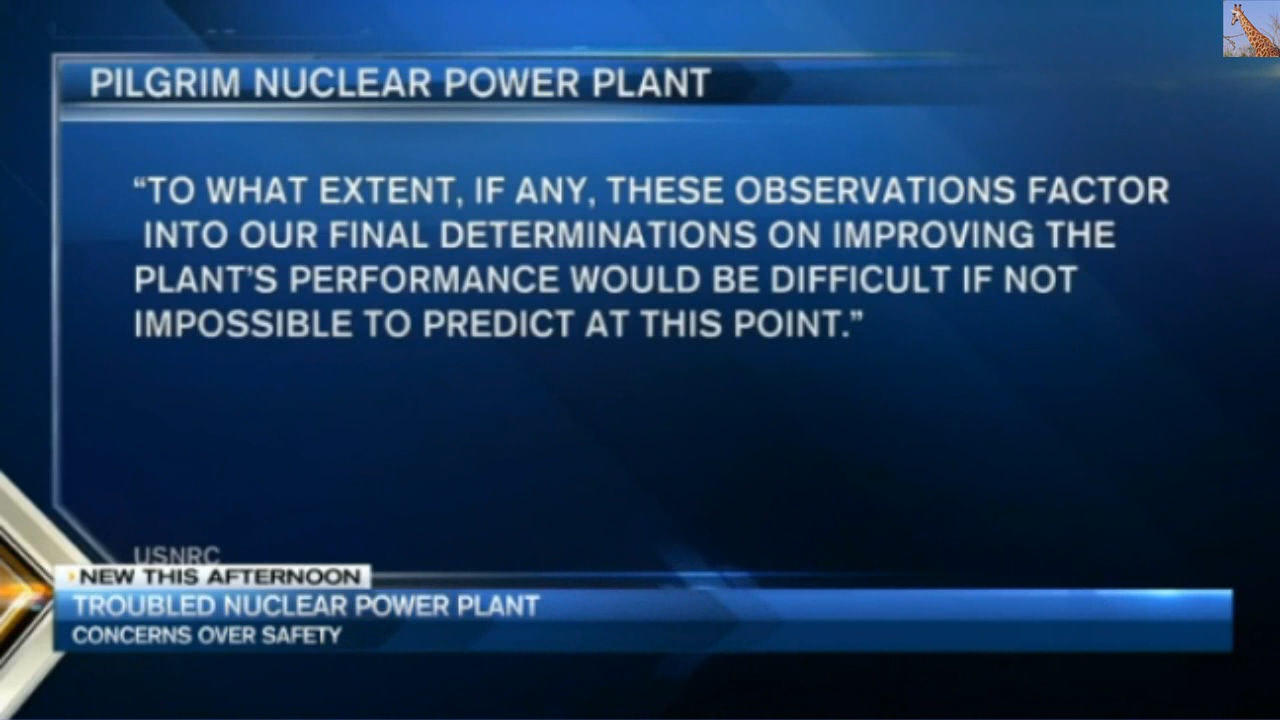 PILGRIM NUCLEAR POWER PLANT
“TO WHAT EXTENT, IF ANY, THESE OBSERVATIONS FACTOR
INTO OUR FINAL DETERMINATIONS ON IMPROVING THE
PLANT’S PERFORMANCE WOULD BE DIFFICULT IF NOT
IMPOSSIBLE TO PREDICT AT THIS POINT.”
USNRC
NEW THIS AFTERNOON
TROUBLED NUCLEAR POWER PLANT
CONCERNS OVER SAFETY